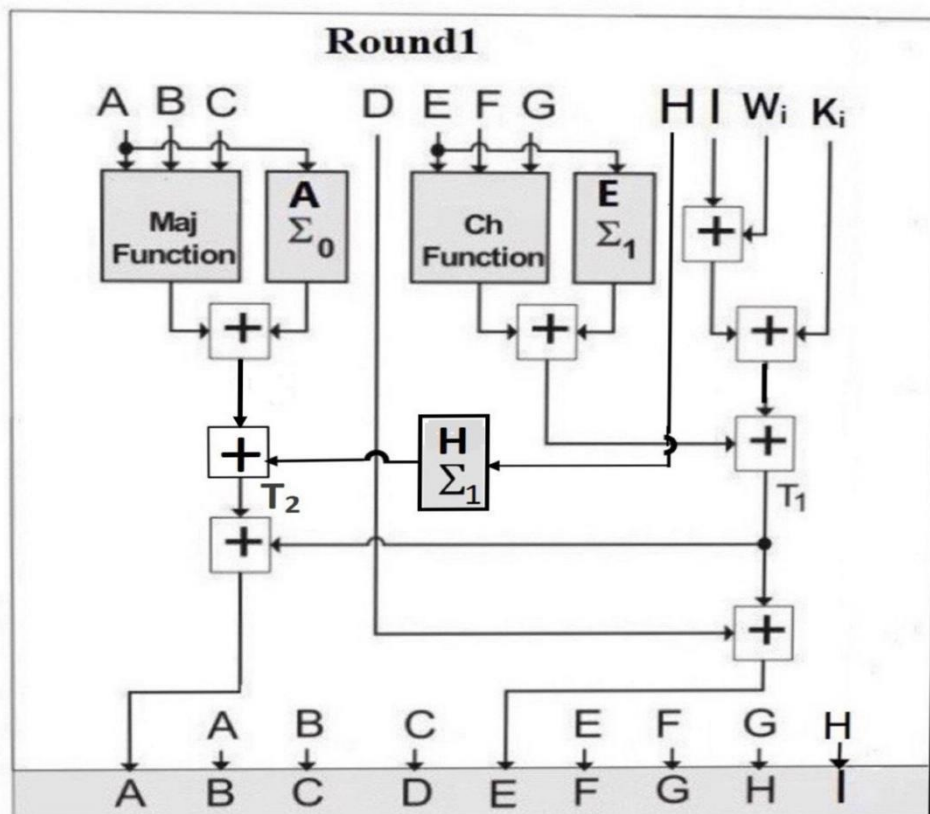 Round1
A B C D E F G H I Wᵢ Kᵢ
A
Σ₀
E
Σ₁
Maj
Function
Ch
Function
+
+
+
+
+
H
Σ₁
+
+
T₂
T₁
+
+
A B C E F G H
A B C D E F G H I